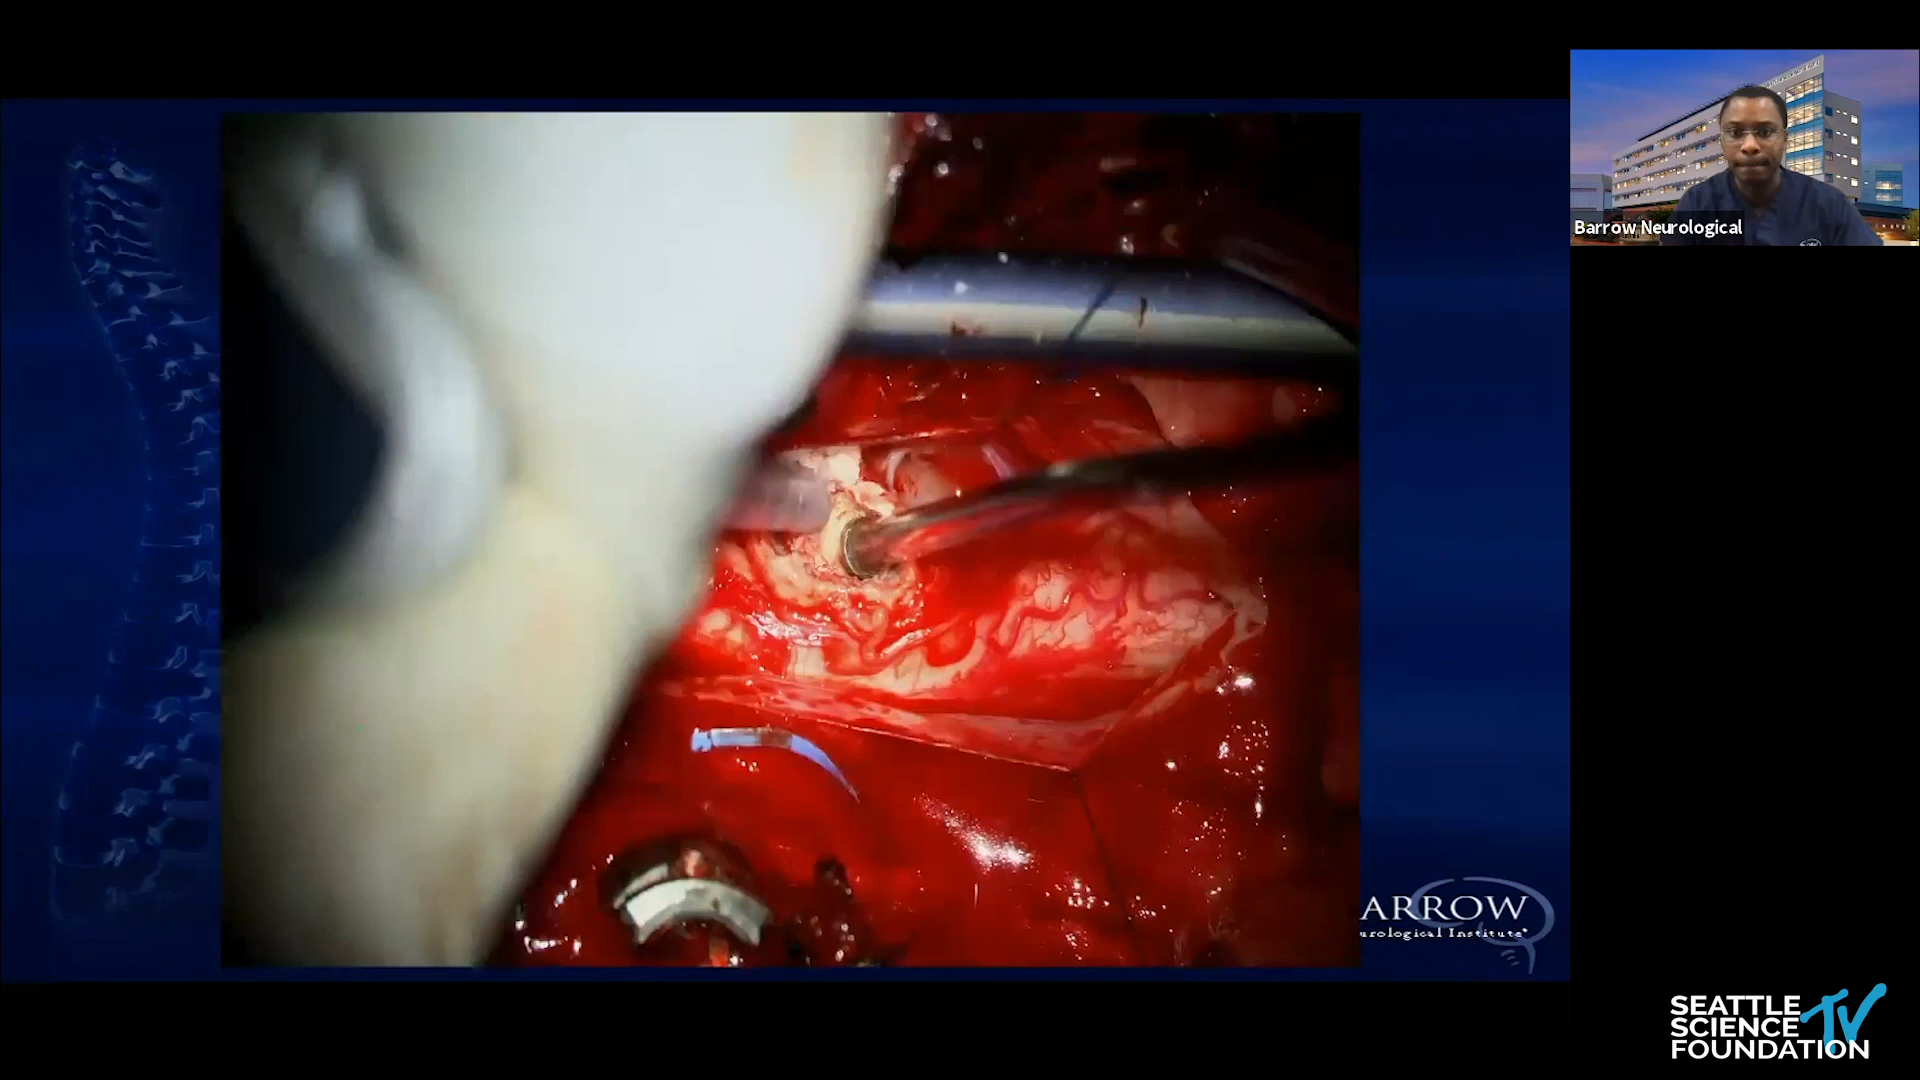 Barrow Neurological
ARROW
urological Institute
SEATTLE
SCIENCE TV
FOUNDATION